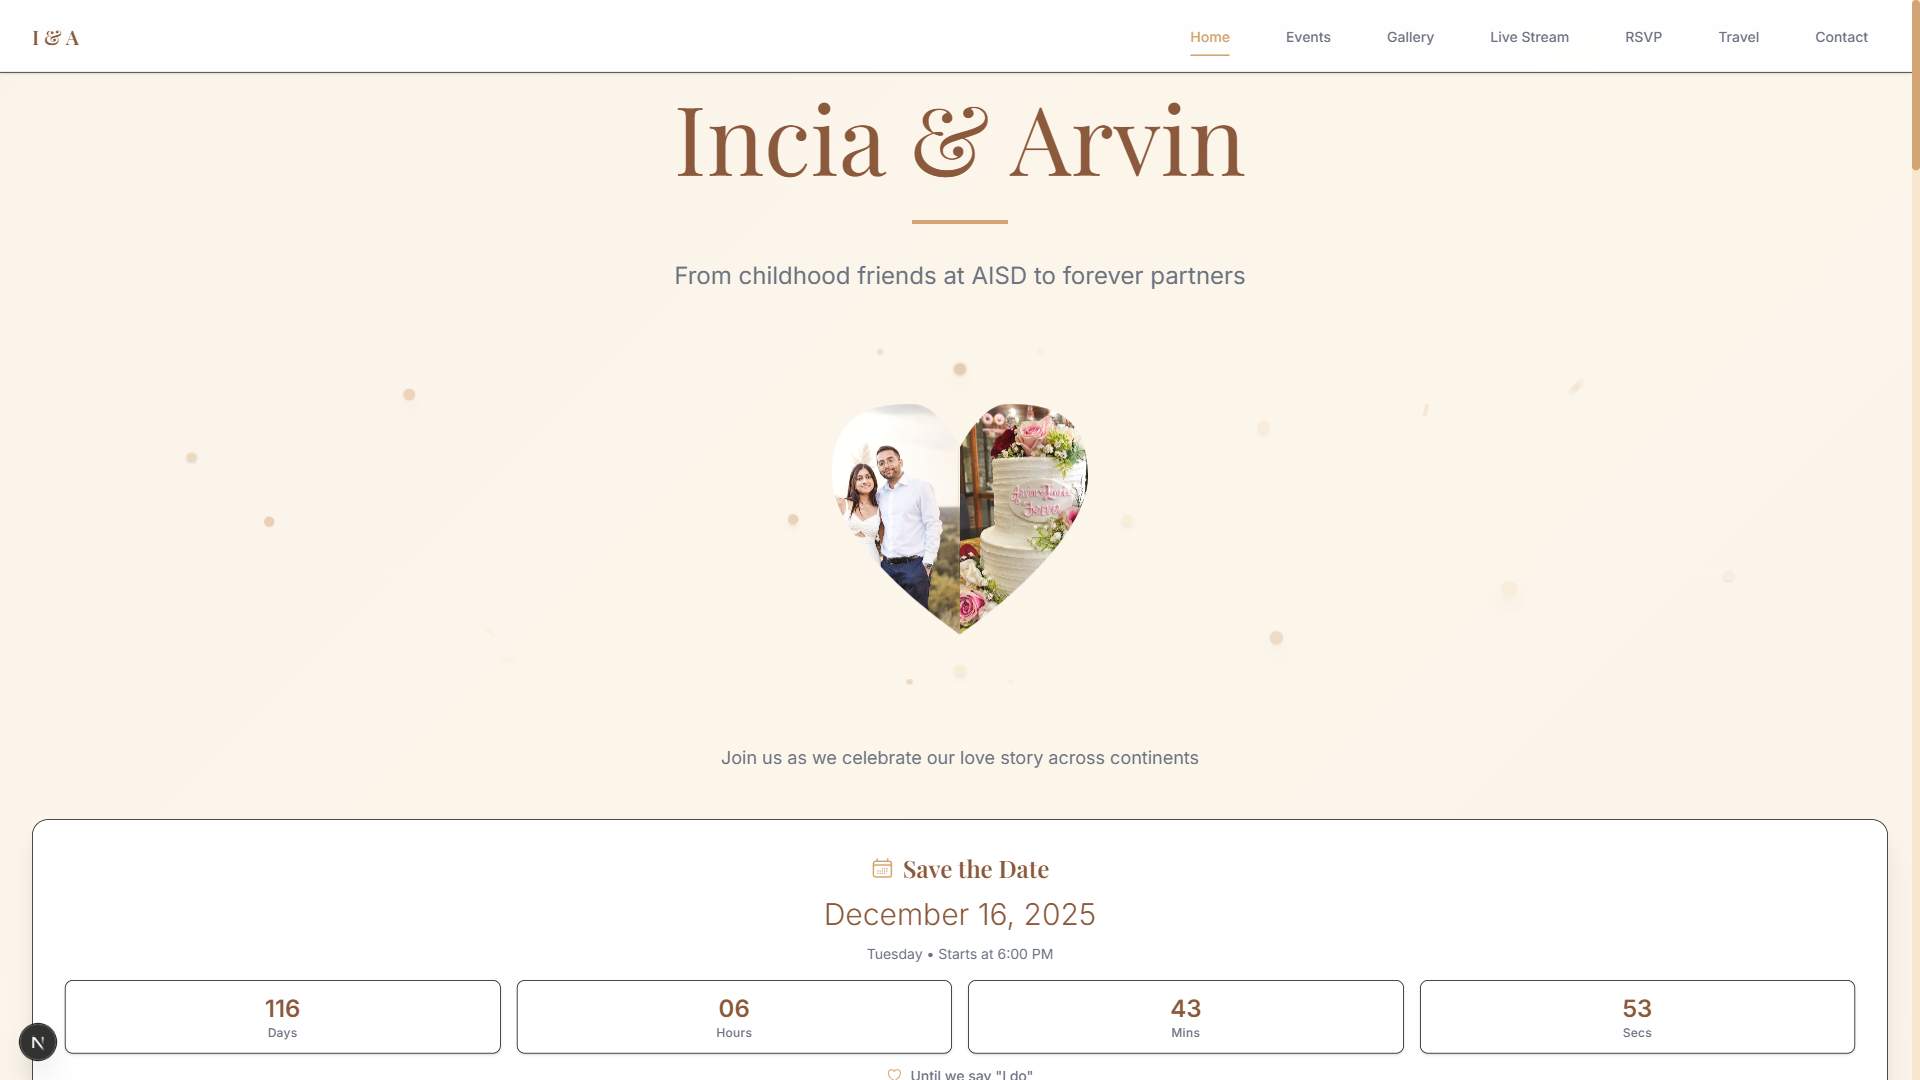 I & A
Home Events Gallery Live Stream RSVP Travel Contact
Incia & Arvin
From childhood friends at AISD to forever partners
Join us as we celebrate our love story across continents
Save the Date
December 16, 2025
Tuesday • Starts at 6:00 PM
116 06 43 53
Days Hours Mins Secs
N
Until we say "I do"